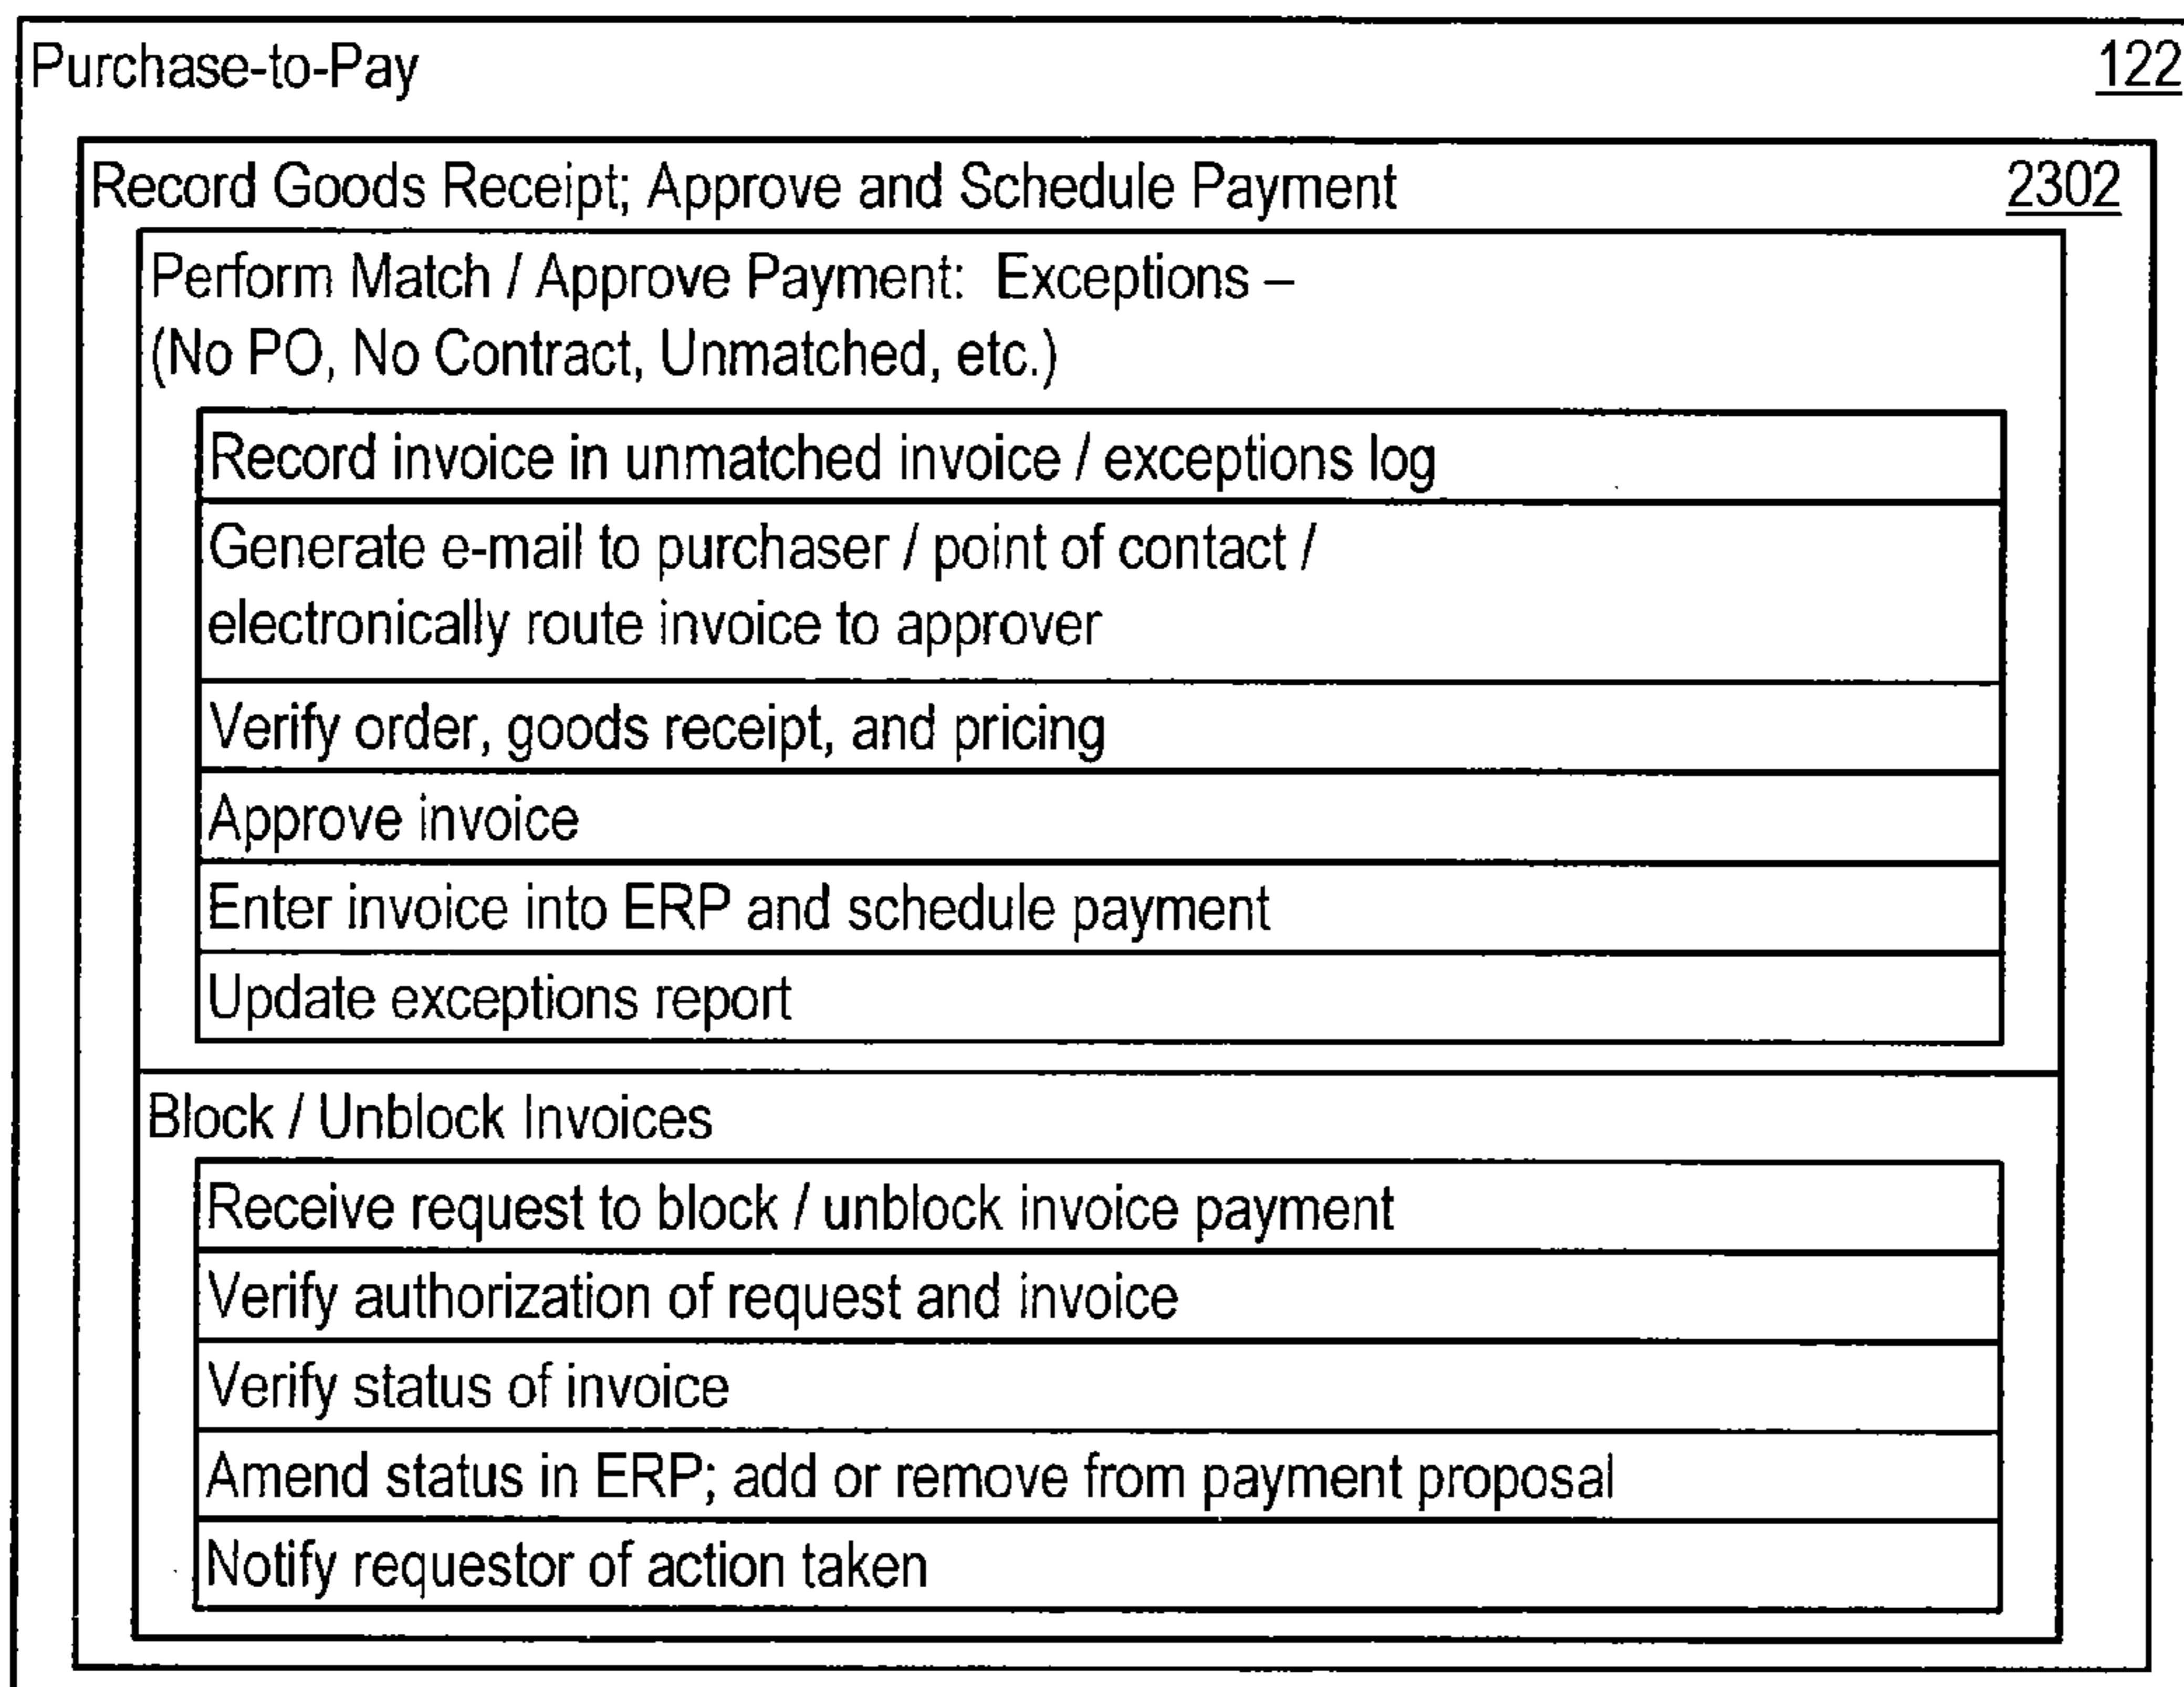 Purchase-to-Pay 122
Record Goods Receipt; Approve and Schedule Payment 2302
Perform Match / Approve Payment: Exceptions –
(No PO, No Contract, Unmatched, etc.)
Record invoice in unmatched invoice / exceptions log
Generate e-mail to purchaser / point of contact /
electronically route invoice to approver
Verify order, goods receipt, and pricing
Approve invoice
Enter invoice into ERP and schedule payment
Update exceptions report
Block / Unblock Invoices
Receive request to block / unblock invoice payment
Verify authorization of request and invoice
Verify status of invoice
Amend status in ERP; add or remove from payment proposal
Notify requestor of action taken